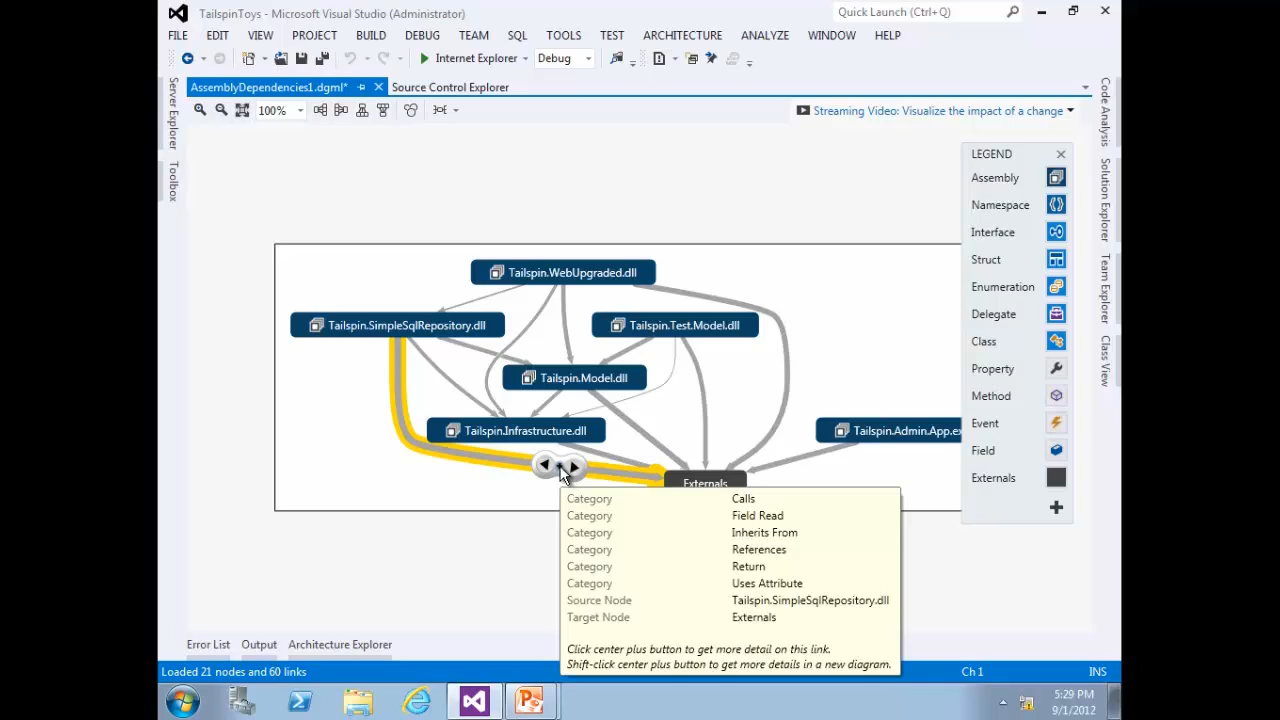 TailspinToys - Microsoft Visual Studio (Administrator)
Quick Launch (Ctrl+Q)
FILE EDIT VIEW PROJECT BUILD DEBUG TEAM SQL TOOLS TEST ARCHITECTURE ANALYZE WINDOW HELP
Internet Explorer Debug
AssemblyDependencies1.dgml* Source Control Explorer
100% Streaming Video: Visualize the impact of a change
Server Explorer
Toolbox
Code Analysis
Solution Explorer
Team Explorer
Class View
LEGEND
Assembly
Namespace
Interface
Struct
Enumeration
Delegate
Class
Property
Method
Event
Field
Externals
Tailspin.WebUpgraded.dll
Tailspin.SimpleSqlRepository.dll
Tailspin.Test.Model.dll
Tailspin.Model.dll
Tailspin.Infrastructure.dll
Tailspin.Admin.App.ex
Externals
Category Calls
Category Field Read
Category Inherits From
Category References
Category Return
Category Uses Attribute
Source Node Tailspin.SimpleSqlRepository.dll
Target Node Externals
Click center plus button to get more detail on this link.
Shift-click center plus button to get more details in a new diagram.
Error List Output Architecture Explorer
Loaded 21 nodes and 60 links
Ch 1
INS
5:29 PM
9/1/2012